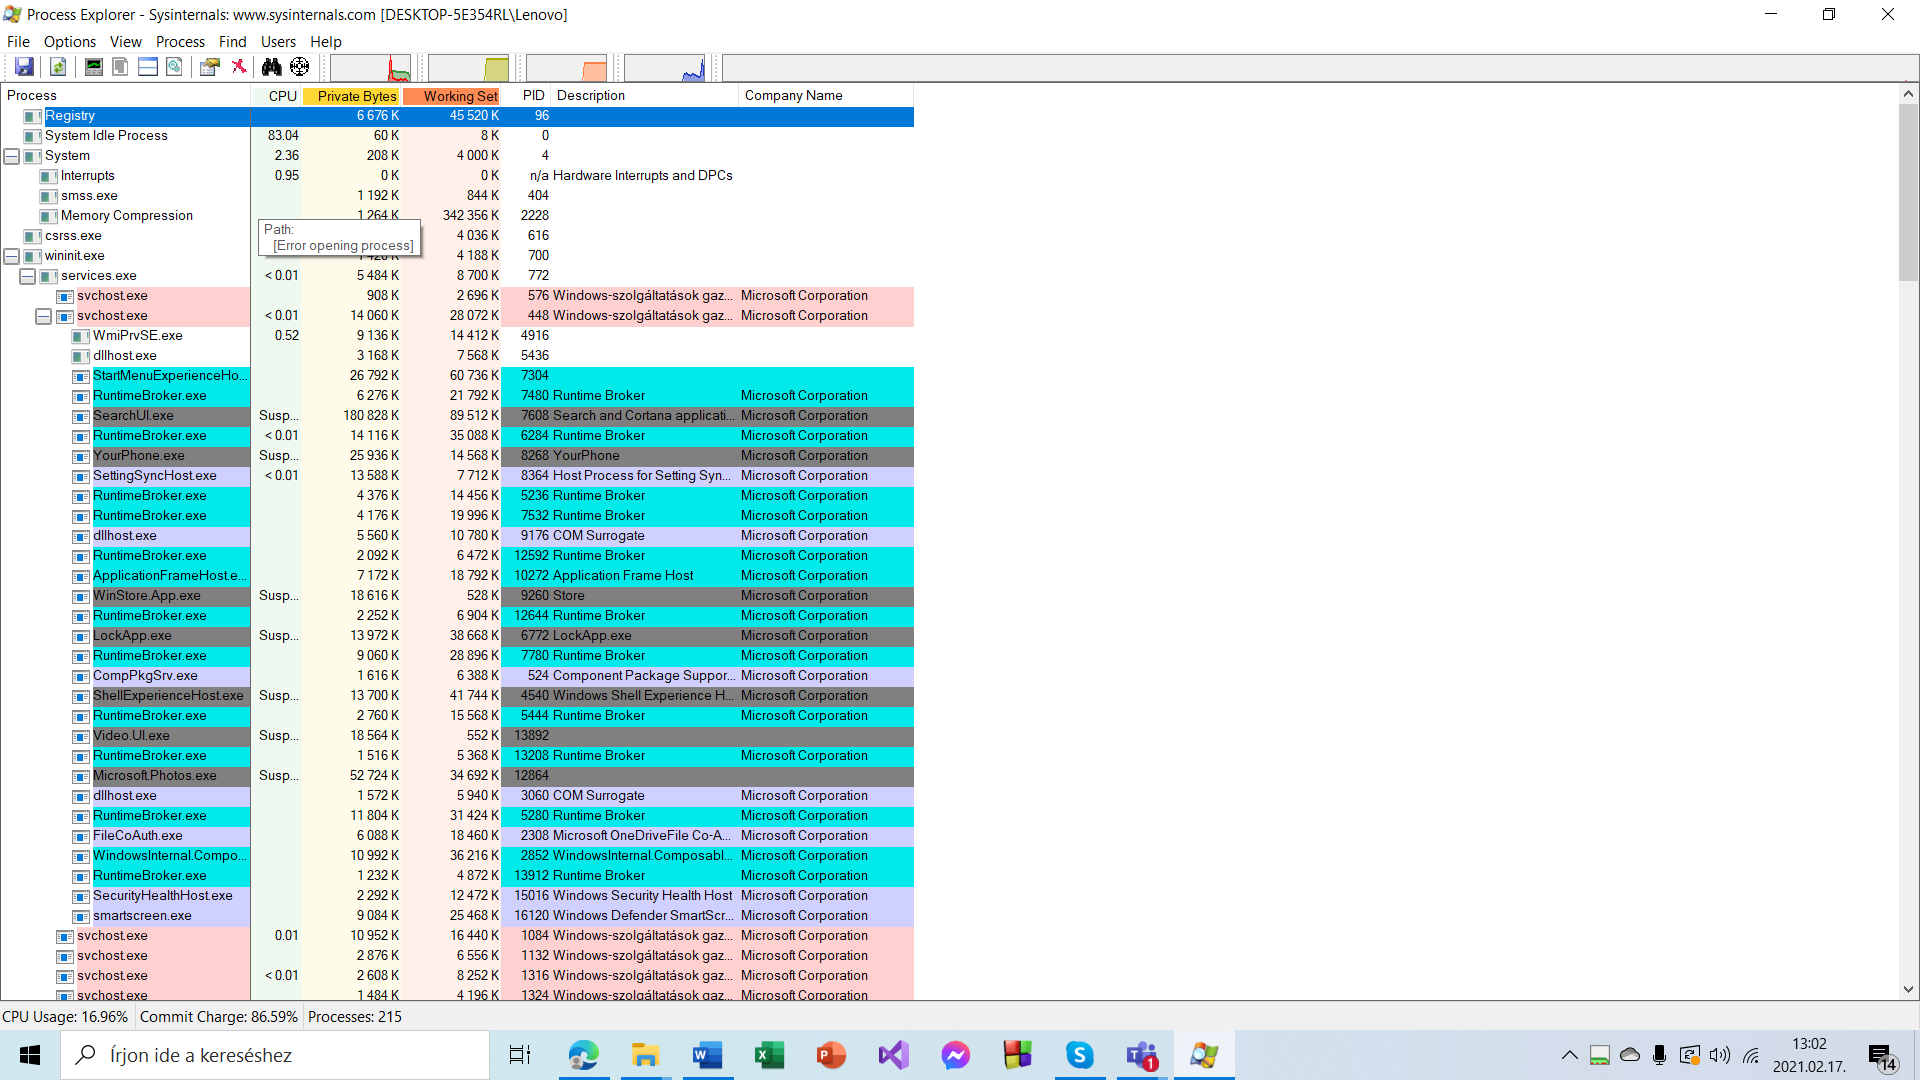 Process Explorer - Sysinternals: www.sysinternals.com [DESKTOP-5E354RL\Lenovo]
File Options View Process Find Users Help
Process CPU Private Bytes Working Set PID Description Company Name
Registry 6 676 K 45 520 K 96
System Idle Process 83.04 60 K 8 K 0
System 2.36 208 K 4 000 K 4
Interrupts 0.95 0 K 0 K n/a Hardware Interrupts and DPCs
smss.exe 1 192 K 844 K 404
Memory Compression 1 264 K 342 356 K 2228
csrss.exe 4 036 K 616
Path:
[Error opening process]
wininit.exe 4 188 K 700
services.exe < 0.01 5 484 K 8 700 K 772
svchost.exe 908 K 2 696 K 576 Windows-szolgáltatások gaz... Microsoft Corporation
svchost.exe < 0.01 14 060 K 28 072 K 448 Windows-szolgáltatások gaz... Microsoft Corporation
WmiPrvSE.exe 0.52 9 136 K 14 412 K 4916
dllhost.exe 3 168 K 7 568 K 5436
StartMenuExperienceHo... 26 792 K 60 736 K 7304
RuntimeBroker.exe 6 276 K 21 792 K 7480 Runtime Broker Microsoft Corporation
SearchUI.exe Susp... 180 828 K 89 512 K 7608 Search and Cortana applicati... Microsoft Corporation
RuntimeBroker.exe < 0.01 14 116 K 35 088 K 6284 Runtime Broker Microsoft Corporation
YourPhone.exe Susp... 25 936 K 14 568 K 8268 YourPhone Microsoft Corporation
SettingSyncHost.exe < 0.01 13 588 K 7 712 K 8364 Host Process for Setting Syn... Microsoft Corporation
RuntimeBroker.exe 4 376 K 14 456 K 5236 Runtime Broker Microsoft Corporation
RuntimeBroker.exe 4 176 K 19 996 K 7532 Runtime Broker Microsoft Corporation
dllhost.exe 5 560 K 10 780 K 9176 COM Surrogate Microsoft Corporation
RuntimeBroker.exe 2 092 K 6 472 K 12592 Runtime Broker Microsoft Corporation
ApplicationFrameHost.e... 7 172 K 18 792 K 10272 Application Frame Host Microsoft Corporation
WinStore.App.exe Susp... 18 616 K 528 K 9260 Store Microsoft Corporation
RuntimeBroker.exe 2 252 K 6 904 K 12644 Runtime Broker Microsoft Corporation
LockApp.exe Susp... 13 972 K 38 668 K 6772 LockApp.exe Microsoft Corporation
RuntimeBroker.exe 9 060 K 28 896 K 7780 Runtime Broker Microsoft Corporation
CompPkgSrv.exe 1 616 K 6 388 K 524 Component Package Suppor... Microsoft Corporation
ShellExperienceHost.exe Susp... 13 700 K 41 744 K 4540 Windows Shell Experience H... Microsoft Corporation
RuntimeBroker.exe 2 760 K 15 568 K 5444 Runtime Broker Microsoft Corporation
Video.UI.exe Susp... 18 564 K 552 K 13892
RuntimeBroker.exe 1 516 K 5 368 K 13208 Runtime Broker Microsoft Corporation
Microsoft.Photos.exe Susp... 52 724 K 34 692 K 12864
dllhost.exe 1 572 K 5 940 K 3060 COM Surrogate Microsoft Corporation
RuntimeBroker.exe 11 804 K 31 424 K 5280 Runtime Broker Microsoft Corporation
FileCoAuth.exe 6 088 K 18 460 K 2308 Microsoft OneDriveFile Co-A... Microsoft Corporation
WindowsInternal.Compo... 10 992 K 36 216 K 2852 WindowsInternal.Composabl... Microsoft Corporation
RuntimeBroker.exe 1 232 K 4 872 K 13912 Runtime Broker Microsoft Corporation
SecurityHealthHost.exe 2 292 K 12 472 K 15016 Windows Security Health Host Microsoft Corporation
smartscreen.exe 9 084 K 25 468 K 16120 Windows Defender SmartScr... Microsoft Corporation
svchost.exe 0.01 10 952 K 16 440 K 1084 Windows-szolgáltatások gaz... Microsoft Corporation
svchost.exe 2 876 K 6 556 K 1132 Windows-szolgáltatások gaz... Microsoft Corporation
svchost.exe < 0.01 2 608 K 8 252 K 1316 Windows-szolgáltatások gaz... Microsoft Corporation
svchost.exe 1 484 K 4 196 K 1324 Windows-szolgáltatások gaz... Microsoft Corporation
CPU Usage: 16.96% Commit Charge: 86.59% Processes: 215
Írjon ide a kereséshez
1
13:02
2021.02.17.
14